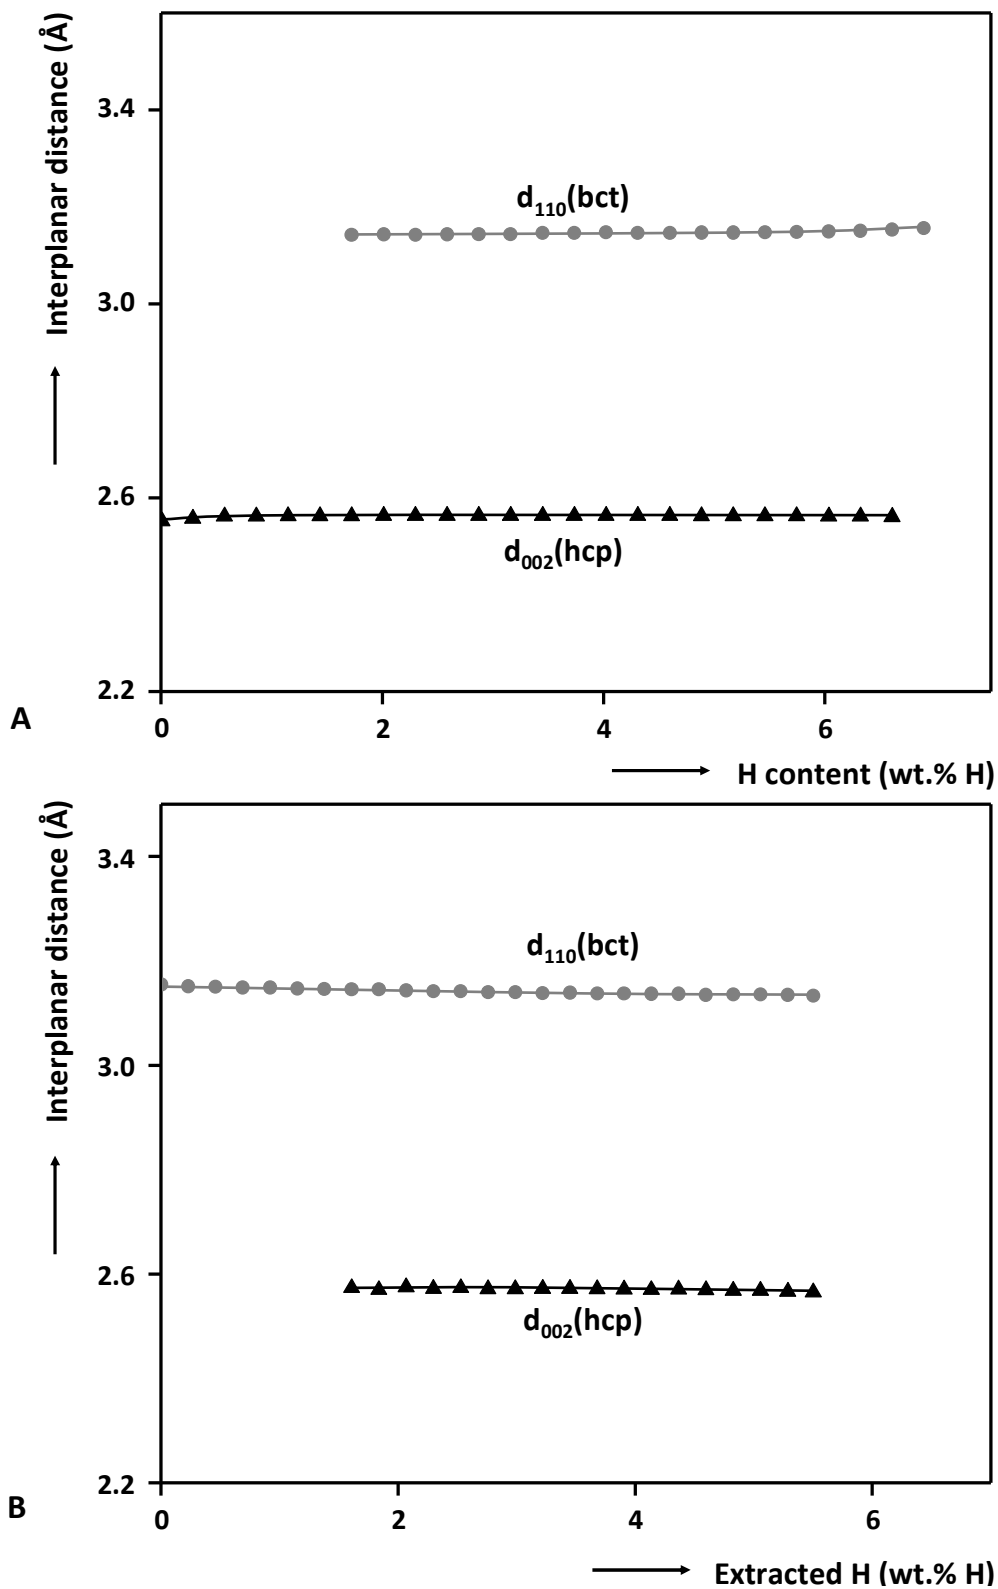 Interplanar distance (Å)
3.4
3.0
2.6
2.2
d₁₁₀(bct)
d₀₀₂(hcp)
A
0 2 4 6
H content (wt.% H)
Interplanar distance (Å)
3.4
3.0
2.6
2.2
d₁₁₀(bct)
d₀₀₂(hcp)
B
0 2 4 6
Extracted H (wt.% H)